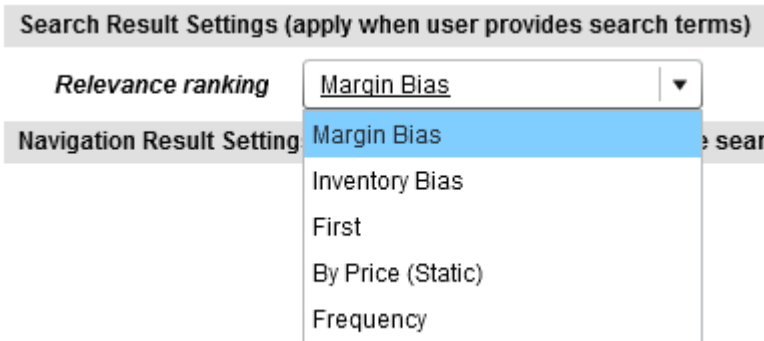 Search Result Settings (apply when user provides search terms)
Relevance ranking Margin Bias
Margin Bias
Navigation Result Setting
Inventory Bias
First
By Price (Static)
Frequency